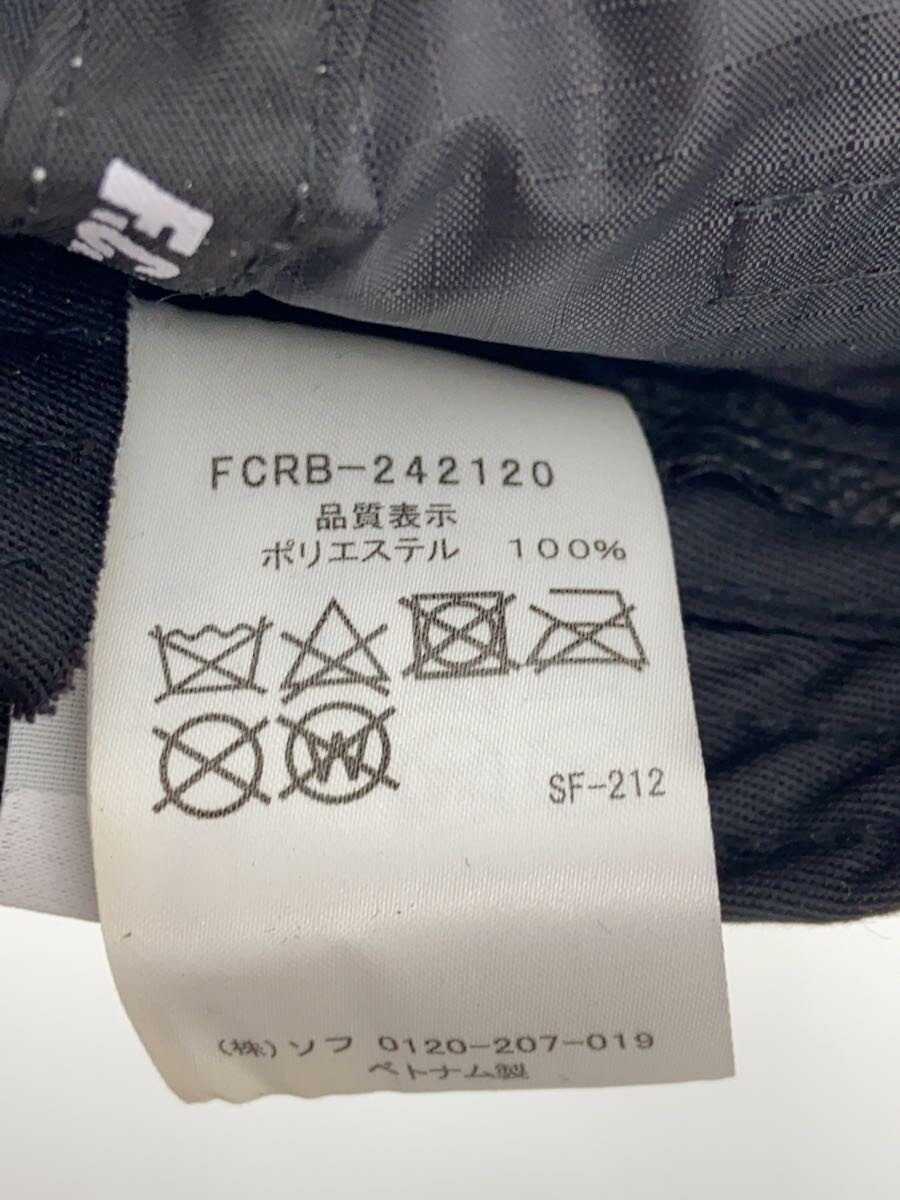 F.C
FCRB-242120
品質表示
ポリエステル 100%
W
SF-212
(株)ソフ 0120-207-019
ベトナム製